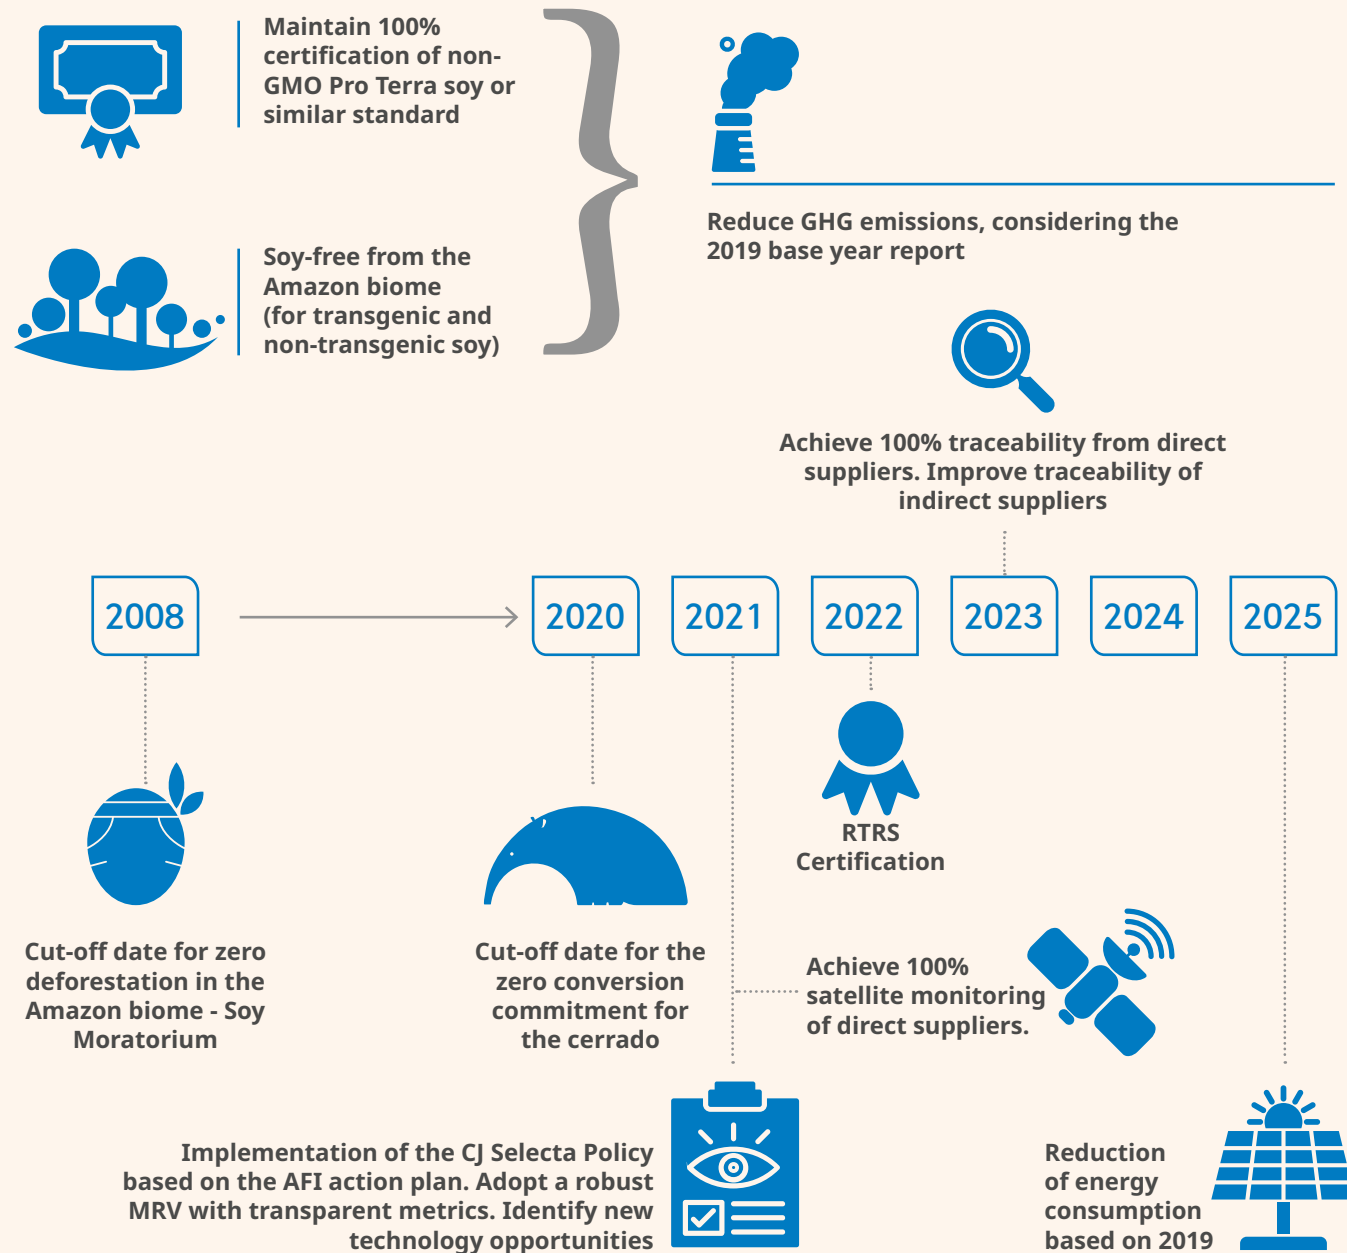 Maintain 100%
certification of non-
GMO Pro Terra soy or
similar standard
Soy-free from the
Amazon biome
(for transgenic and
non-transgenic soy)
Reduce GHG emissions, considering the
2019 base year report
Achieve 100% traceability from direct
suppliers. Improve traceability of
indirect suppliers
2008
2020
2021
2022
2023
2024
2025
RTRS
Certification
Cut-off date for zero
deforestation in the
Amazon biome - Soy
Moratorium
Cut-off date for the
zero conversion
commitment for
the cerrado
Achieve 100%
satellite monitoring
of direct suppliers.
Implementation of the CJ Selecta Policy
based on the AFI action plan. Adopt a robust
MRV with transparent metrics. Identify new
technology opportunities
Reduction
of energy
consumption
based on 2019